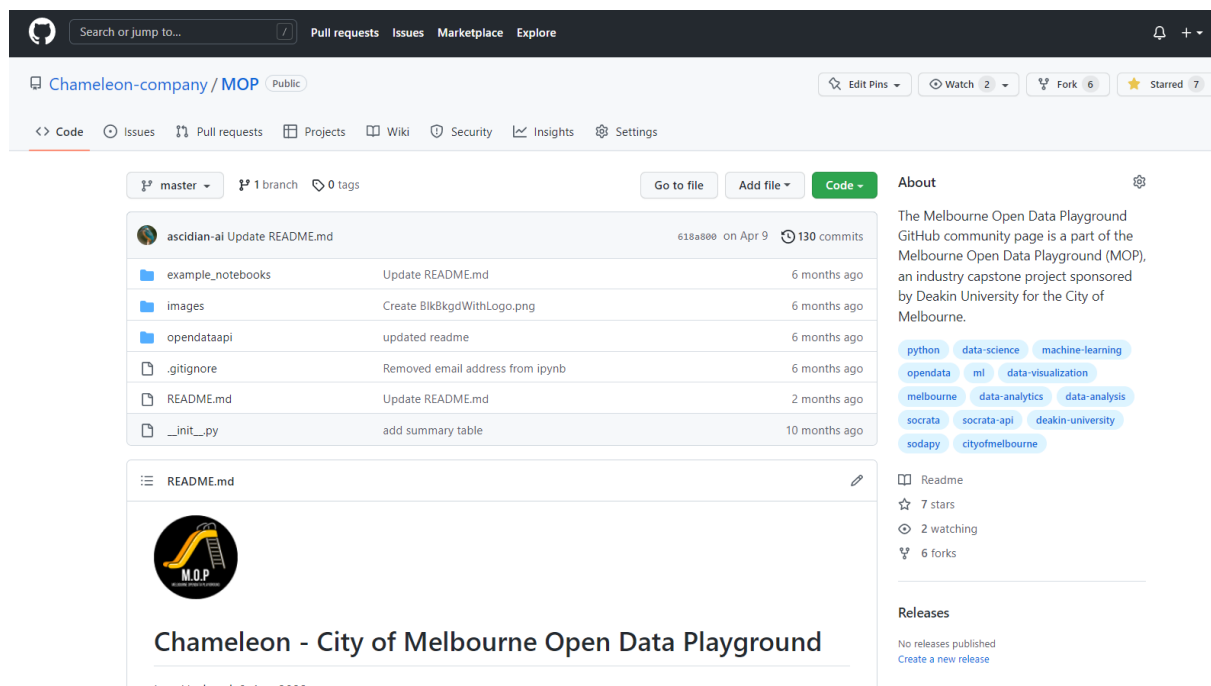 Search or jump to... / Pull requests Issues Marketplace Explore
Chameleon-company / MOP Public Edit Pins Watch 2 Fork 6 Starred 7
Code Issues Pull requests Projects Wiki Security Insights Settings
master 1 branch 0 tags Go to file Add file Code
ascidian-ai Update README.md 618a800 on Apr 9 130 commits
example_notebooks Update README.md 6 months ago
images Create BlkBkgdWithLogo.png 6 months ago
opendataapi updated readme 6 months ago
.gitignore Removed email address from ipynb 6 months ago
README.md Update README.md 2 months ago
__init__.py add summary table 10 months ago
README.md
M.O.P
Chameleon - City of Melbourne Open Data Playground
About
The Melbourne Open Data Playground
GitHub community page is a part of the
Melbourne Open Data Playground (MOP),
an industry capstone project sponsored
by Deakin University for the City of
Melbourne.
python data-science machine-learning
opendata ml data-visualization
melbourne data-analytics data-analysis
socrata socrata-api deakin-university
sodapy cityofmelbourne
Readme
7 stars
2 watching
6 forks
Releases
No releases published
Create a new release